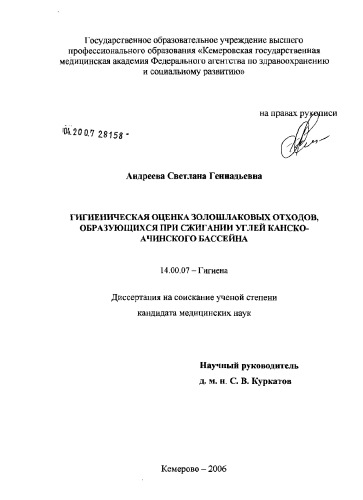 Государственное образовательное учреждение высшего
профессионального образования «Кемеровская государственная
медицинская академия Федерального агентства по здравоохранению
и социальному развитию»
на правах рукописи
04.2007 28158 -
Андреева Светлана Геннадьевна
ГИГИЕНИЧЕСКАЯ ОЦЕНКА ЗОЛОШЛАКОВЫХ ОТХОДОВ,
ОБРАЗУЮЩИХСЯ ПРИ СЖИГАНИИ УГЛЕЙ КАНСКО-
АЧИНСКОГО БАССЕЙНА
14.00.07 – Гигиена
Диссертация на соискание ученой степени
кандидата медицинских наук
Научный руководитель
д. м. н. С. В. Куркатов
Кемерово – 2006